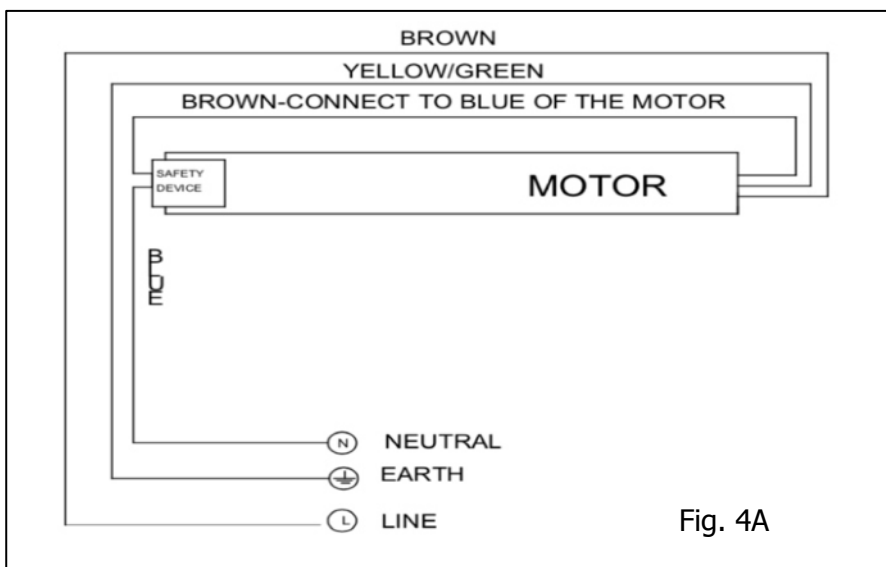 BROWN
YELLOW/GREEN
BROWN-CONNECT TO BLUE OF THE MOTOR
SAFETY
DEVICE
MOTOR
BLUE
N NEUTRAL
EARTH
L LINE
Fig. 4A